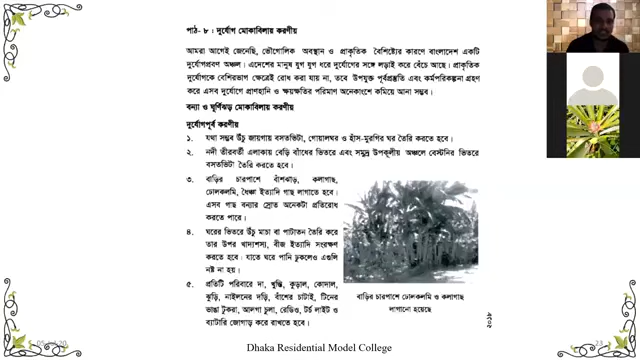 পাঠ- ৮ : দুর্যোগ মোকাবিলায় করণীয়
আমরা আগেই জেনেছি, ভৌগোলিক অবস্থান ও প্রাকৃতিক বৈশিষ্ট্যের কারণে বাংলাদেশ একটি
দুর্যোগপ্রবণ অঞ্চল। এদেশের মানুষ যুগ যুগ ধরে দুর্যোগের সঙ্গে লড়াই করে বেঁচে আছে। প্রাকৃতিক
দুর্যোগকে বেশিরভাগ ক্ষেত্রেই রোধ করা যায় না, তবে উপযুক্ত পূর্বপ্রস্তুতি এবং কর্মপরিকল্পনা গ্রহণ
করে এসব দুর্যোগে প্রাণহানি ও ক্ষয়ক্ষতির পরিমাণ অনেকাংশে কমিয়ে আনা সম্ভব।
বন্যা ও ঘূর্ণিঝড় মোকাবিলায় করণীয়
দুর্যোগপূর্ব করণীয়
১. যথা সম্ভব উঁচু জায়গায় বসতভিটা, গোয়ালঘর ও হাঁস-মুরগির ঘর তৈরি করতে হবে।
২. নদী তীরবর্তী এলাকায় বেড়ি বাঁধের ভিতরে এবং সমুদ্র উপকূলীয় অঞ্চলে বেস্টনির ভিতরে
বসতভিটা তৈরি করতে হবে।
৩. বাড়ির চারপাশে বাঁশঝাড়, কলাগাছ,
ঢোলকলমি, ধৈঞ্চা ইত্যাদি গাছ লাগাতে হবে।
এসব গাছ বন্যার স্রোত অনেকটা প্রতিরোধ
করতে পারে।
৪. ঘরের ভিতরে উঁচু মাচা বা পাটাতন তৈরি করে
তার উপর খাদ্যশস্য, বীজ ইত্যাদি সংরক্ষণ
করতে হবে। যাতে ঘরে পানি ঢুকলেও এগুলি
নষ্ট না হয়।
৫. প্রতিটি পরিবারে দা, খুন্তি, কুড়াল, কোদাল,
ঝুড়ি, নাইলনের দড়ি, বাঁশের চাটাই, টিনের
ভাঙা টুকরা, আলগা চুলা, রেডিও, টর্চ লাইট ও
ব্যাটারি জোগাড় করে রাখতে হবে।
বাড়ির চারপাশে ঢোলকলমি ও কলাগাছ
লাগানো হয়েছে
২০১৮
23
Dhaka Residential Model College